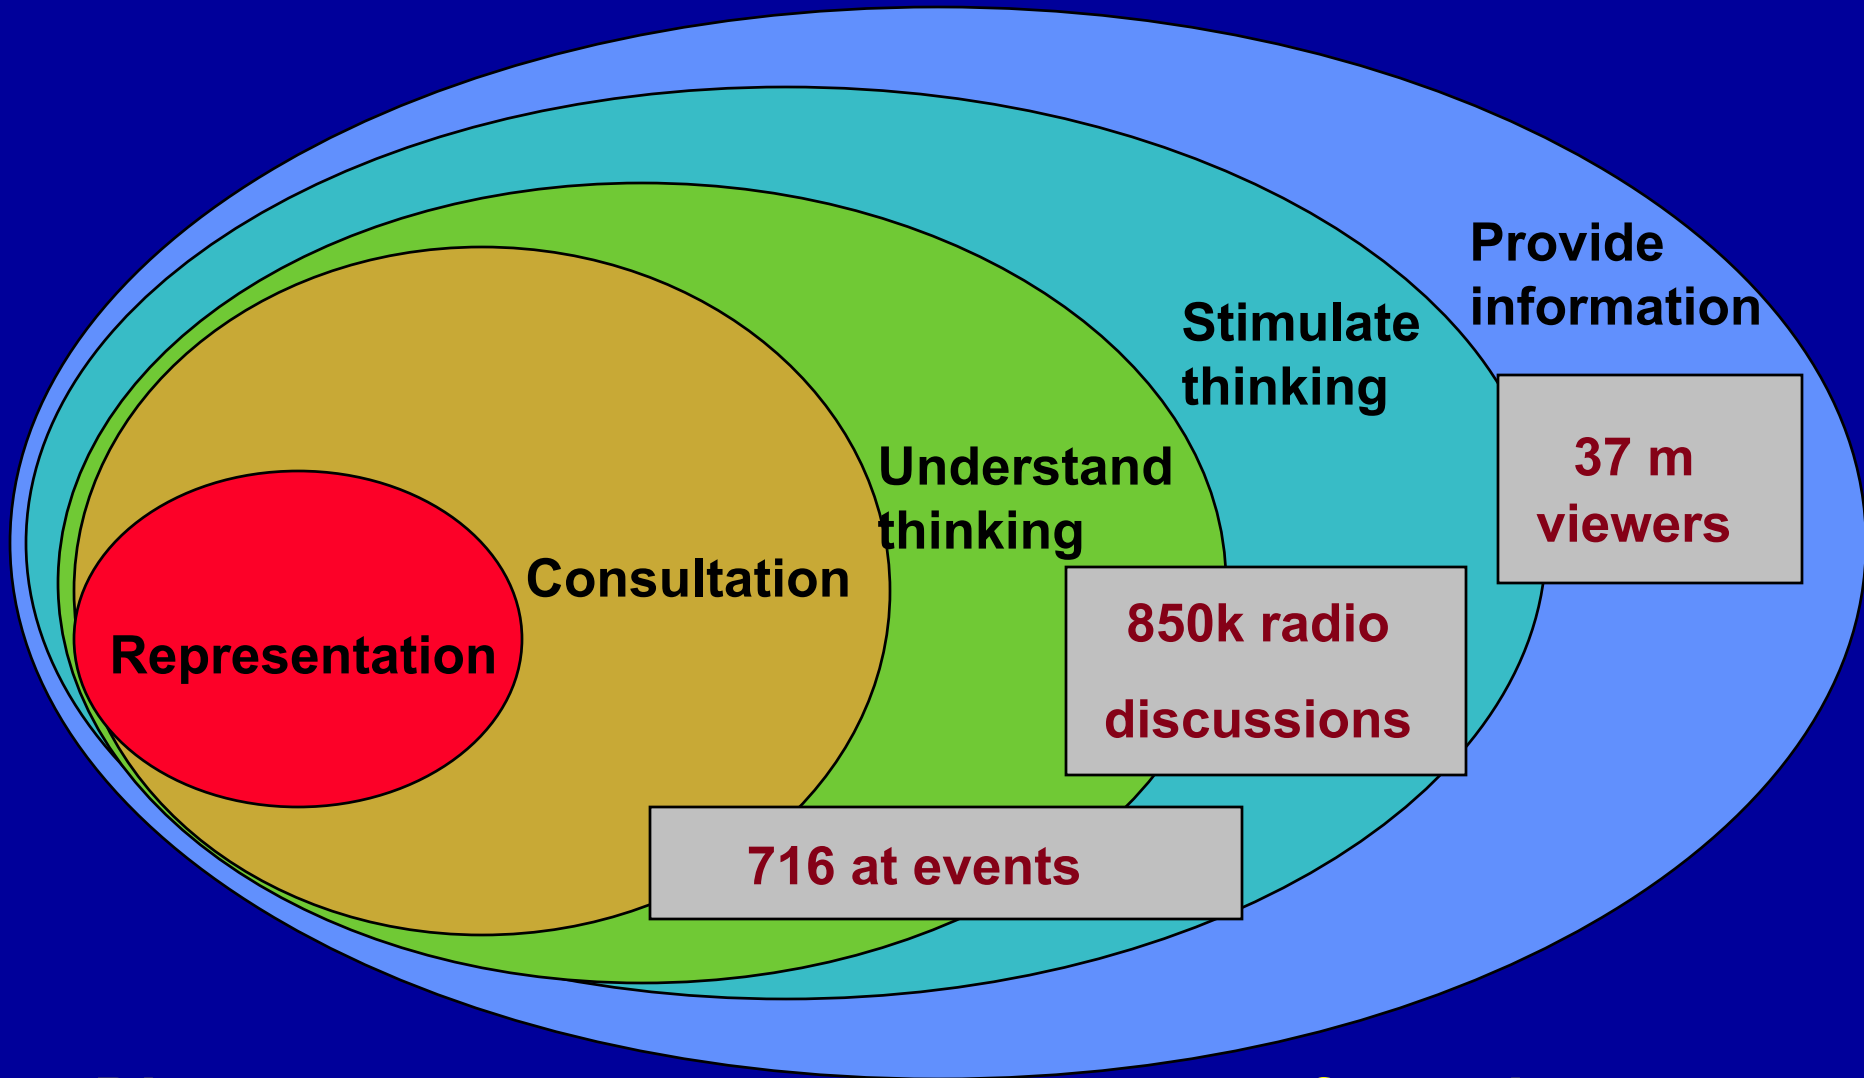 Provide
information
Stimulate
thinking
37 m
viewers
Understand
thinking
Consultation
850k radio
discussions
Representation
716 at events